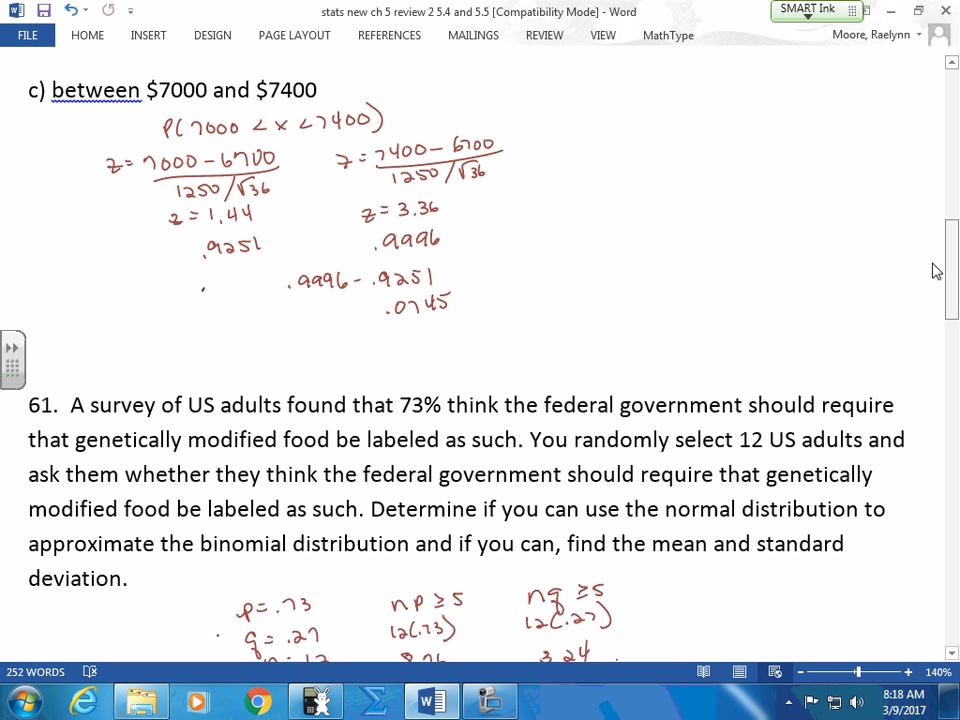 stats new ch 5 review 2 5.4 and 5.5 [Compatibility Mode] - Word
SMART Ink
FILE HOME INSERT DESIGN PAGE LAYOUT REFERENCES MAILINGS REVIEW VIEW MathType Moore, Raelynn
c) between $7000 and $7400
P(7000 < x < 7400)
z = 7000 - 6700 / 1250/√36
z = 7400 - 6700 / 1250/√36
z = 1.44
z = 3.36
.9251
.9996
.9996 - .9251
.0745
61. A survey of US adults found that 73% think the federal government should require
that genetically modified food be labeled as such. You randomly select 12 US adults and
ask them whether they think the federal government should require that genetically
modified food be labeled as such. Determine if you can use the normal distribution to
approximate the binomial distribution and if you can, find the mean and standard
deviation.
p = .73 np ≥ 5 nq ≥ 5
q = .27 12(.73) 12(.27)
n = 12 8.76 3.24
252 WORDS 140%
8:18 AM
3/9/2017